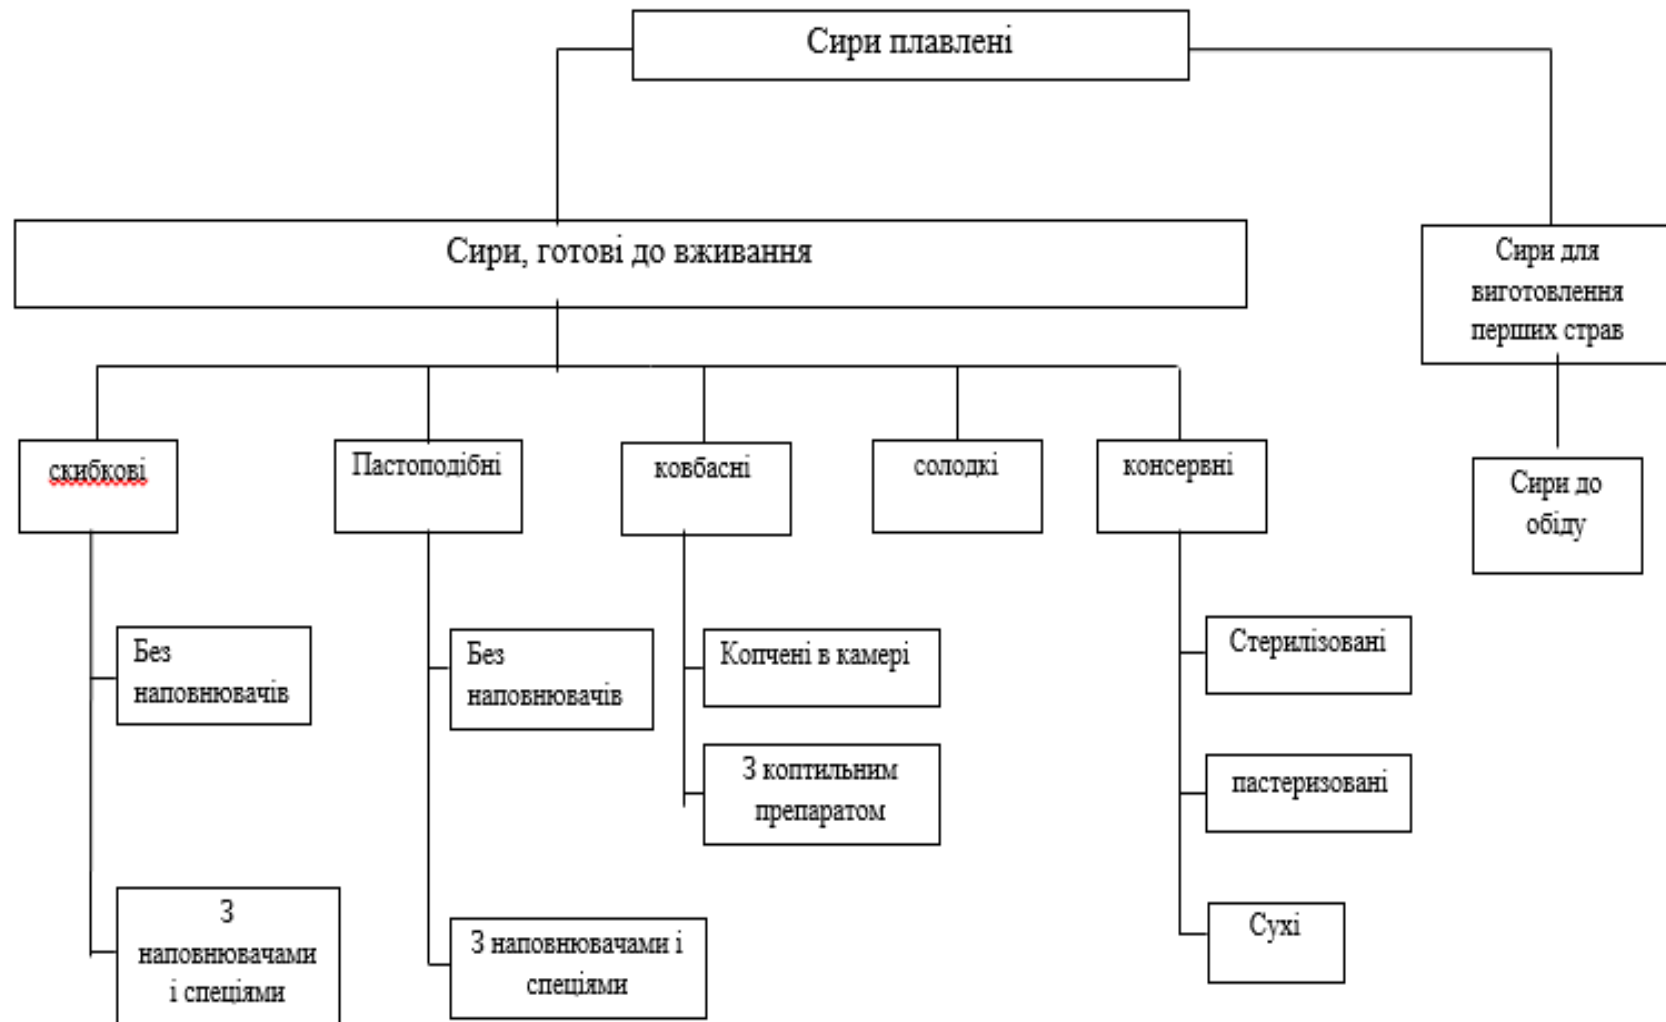 Сири плавлені
Сири, готові до вживання
Сири для
виготовлення
перших страв
скибкові
Пастоподібні
ковбасні
солодкі
консервні
Сири до
обіду
Без
наповнювачів
Без
наповнювачів
Копчені в камері
Стерилізовані
З коптильним
препаратом
пастеризовані
З
наповнювачами
і спеціями
З наповнювачами і
спеціями
Сухі